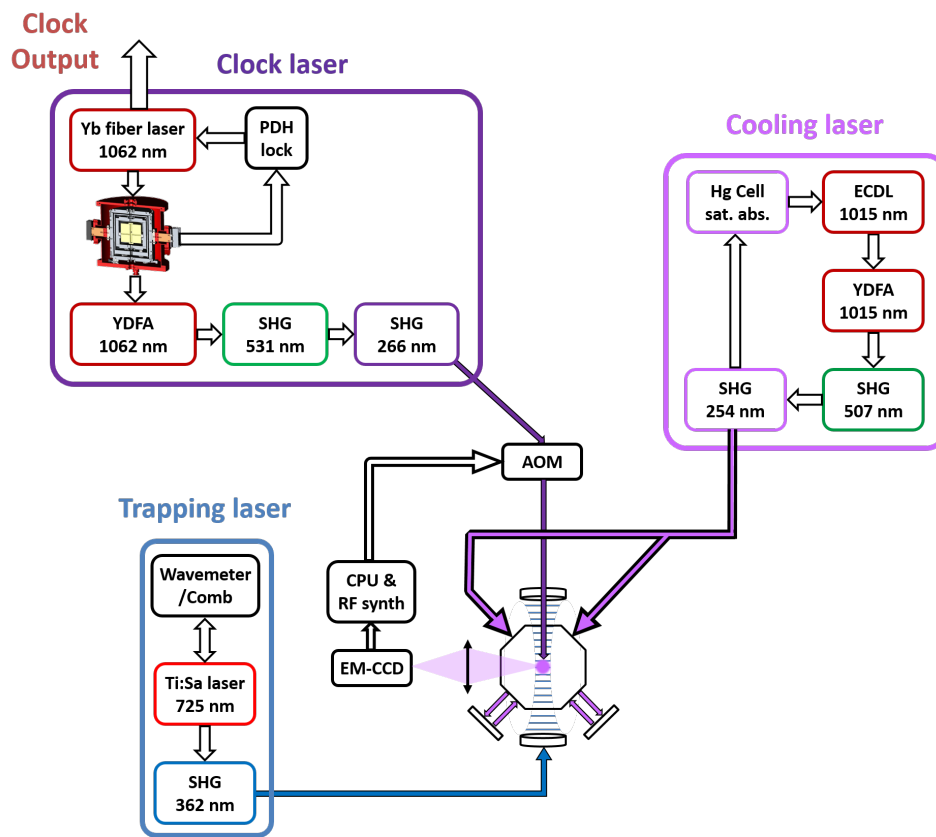 Clock
Output
Clock laser
Yb fiber laser
1062 nm
PDH
lock
YDFA
1062 nm
SHG
531 nm
SHG
266 nm
Cooling laser
Hg Cell
sat. abs.
ECDL
1015 nm
YDFA
1015 nm
SHG
254 nm
SHG
507 nm
AOM
Trapping laser
Wavemeter
/Comb
CPU &
RF synth
EM-CCD
Ti:Sa laser
725 nm
SHG
362 nm